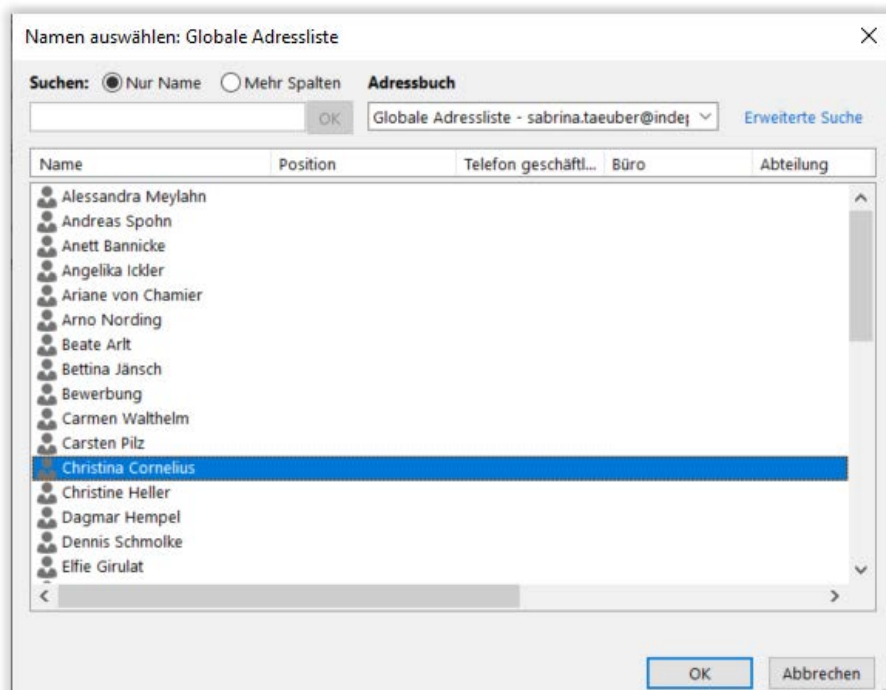 Namen auswählen: Globale Adressliste
Suchen: Nur Name Mehr Spalten Adressbuch
OK Globale Adressliste - sabrina.taeuber@indep Erweiterte Suche
Name Position Telefon geschäftl... Büro Abteilung
Alessandra Meylahn
Andreas Spohn
Anett Bannicke
Angelika Ickler
Ariane von Chamier
Arno Nording
Beate Arlt
Bettina Jänsch
Bewerbung
Carmen Walthelm
Carsten Pilz
Christina Cornelius
Christine Heller
Dagmar Hempel
Dennis Schmolke
Elfie Girulat
OK Abbrechen